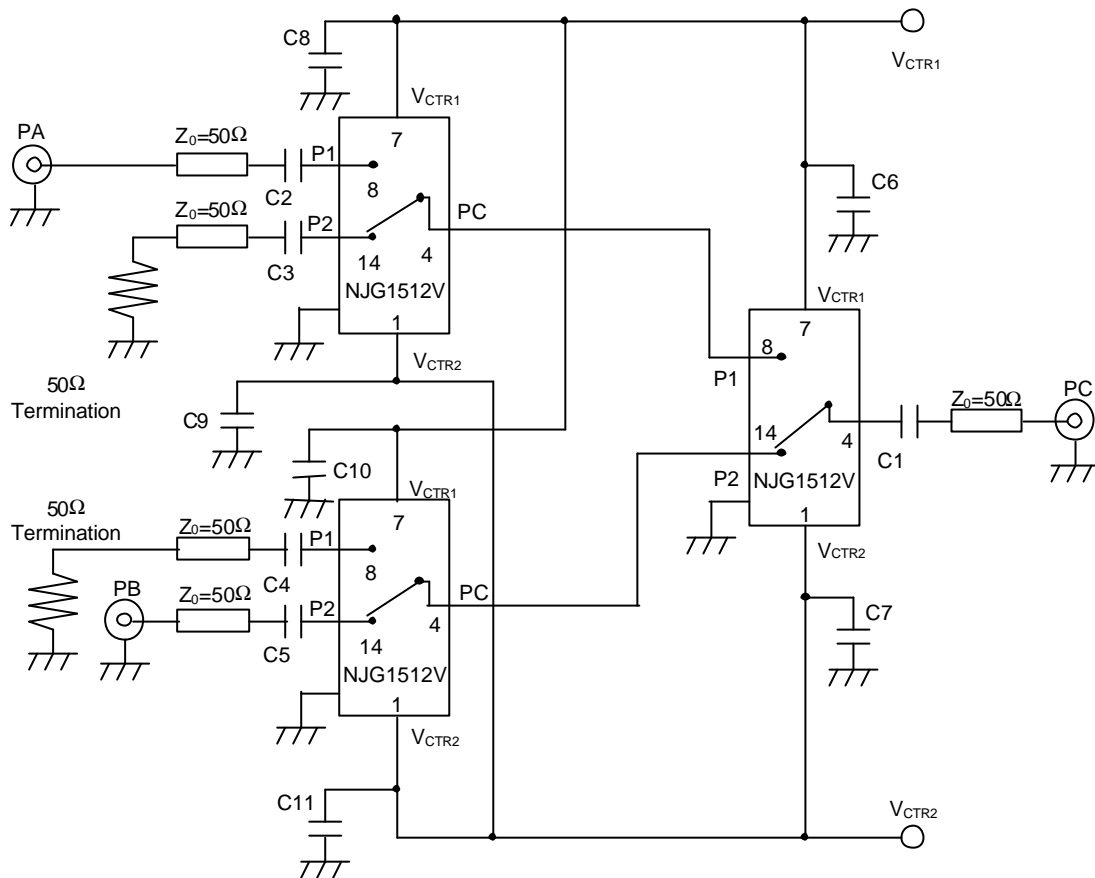 C8
VCTR1
VCTR1
PA
Z0=50Ω
P1
7
C2
8
C6
Z0=50Ω
P2
PC
C3
14
4
NJG1512V
1
VCTR1
7
VCTR2
8
P1
50Ω
Termination
C9
Z0=50Ω
PC
14
4
C10
C1
P2
NJG1512V
VCTR1
1
50Ω
Termination
7
VCTR2
Z0=50Ω
P1
8
C4
PB
Z0=50Ω
P2
PC
4
C7
C5
14
NJG1512V
1
VCTR2
C11
VCTR2